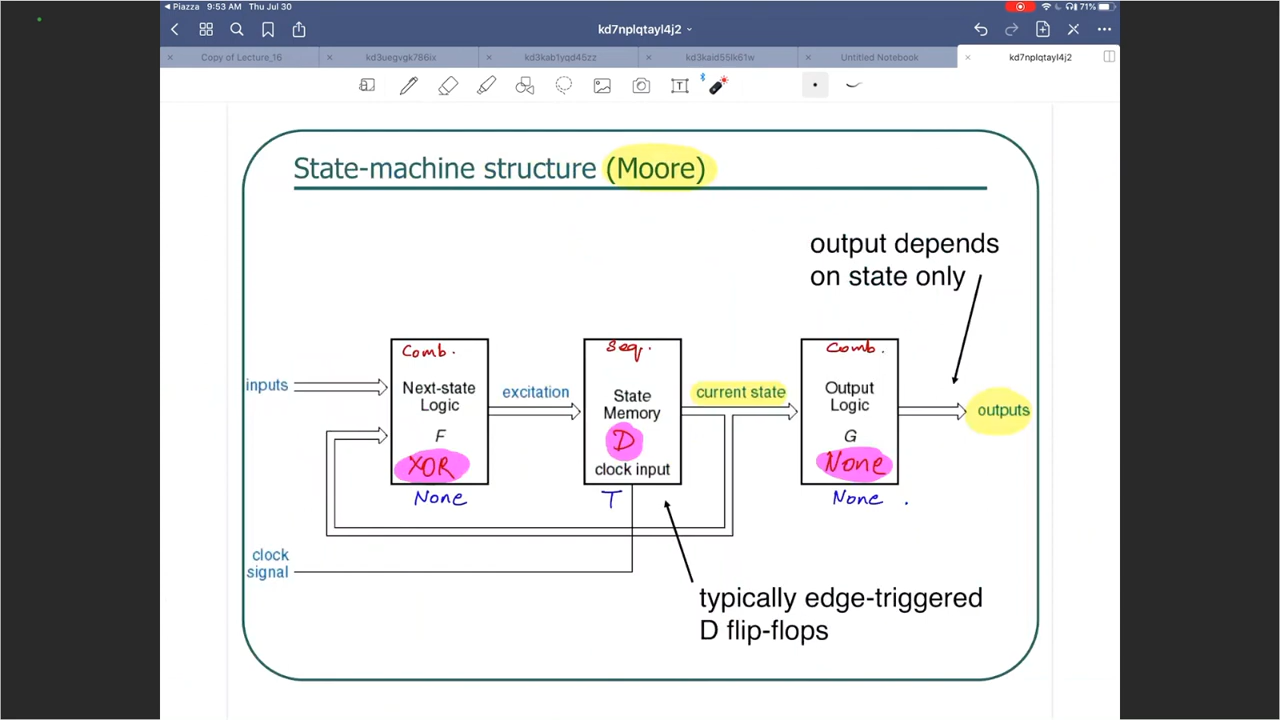 Piazza 9:53 AM Thu Jul 30 71%
kd7nplqtayl4j2
Copy of Lecture_16 kd3uegvgk786ix kd3kab1yqd45zz kd3kaid55lk61w Untitled Notebook kd7nplqtayl4j2
T
State-machine structure (Moore)
output depends
on state only
Comb.
Next-state
Logic
F
XOR
None
Seq.
State
Memory
D
clock input
T
Comb.
Output
Logic
G
None
None .
inputs
excitation
current state
outputs
clock
signal
typically edge-triggered
D flip-flops